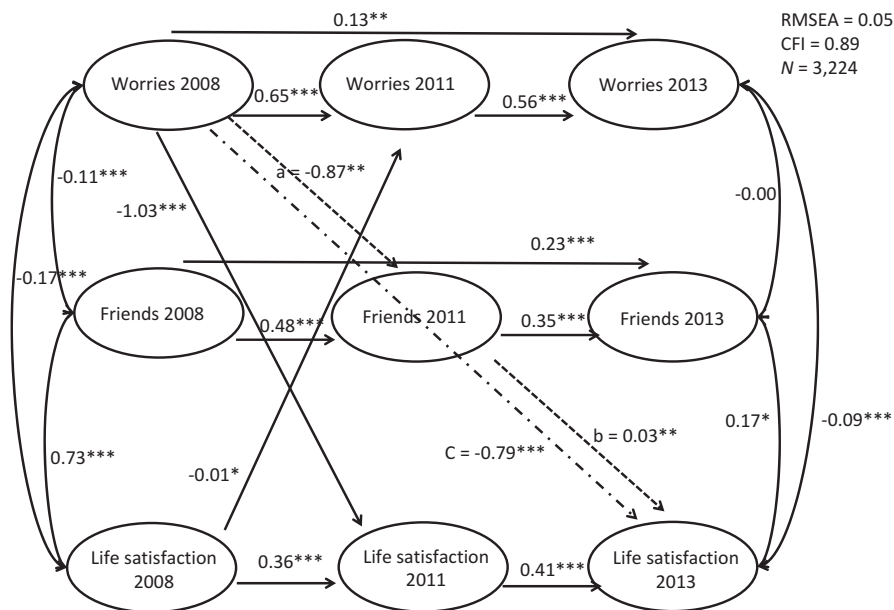 0.13**
RMSEA = 0.05
CFI = 0.89
N = 3,224
Worries 2008
Worries 2011
Worries 2013
0.65***
0.56***
a = -0.87**
-0.11***
-0.00
-1.03***
0.23***
-0.17***
Friends 2008
Friends 2011
Friends 2013
0.48***
0.35***
0.17*
-0.09***
b = 0.03**
C = -0.79***
0.73***
-0.01*
Life satisfaction
2008
Life satisfaction
2011
Life satisfaction
2013
0.36***
0.41***